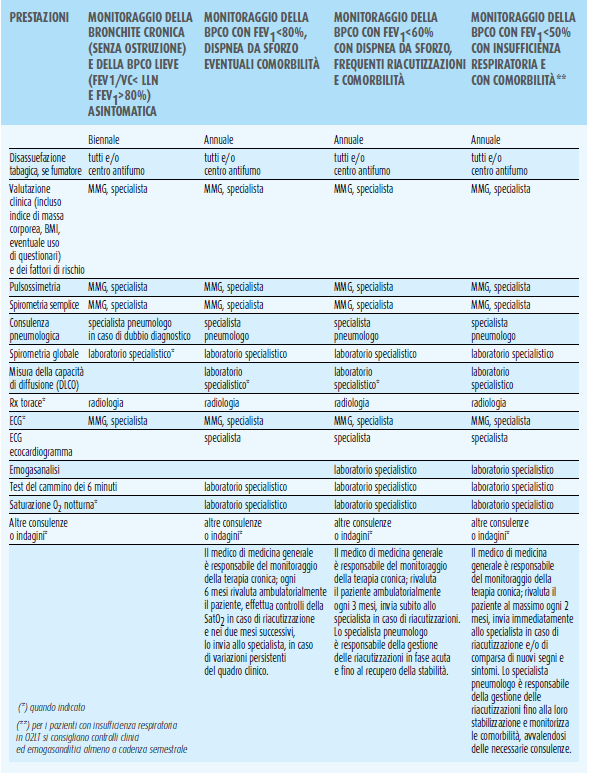 PRESTAZIONI
MONITORAGGIO DELLA
BRONCHITE CRONICA
(SENZA OSTRUZIONE)
E DELLA BPCO LIEVE
(FEV1/VC< LLN
E FEV1>80%)
ASINTOMATICA
MONITORAGGIO DELLA
BPCO CON FEV1<80%,
DISPNEA DA SFORZO
EVENTUALI COMORBILITÀ
MONITORAGGIO DELLA
BPCO CON FEV1<60%
CON DISPNEA DA SFORZO,
FREQUENTI RIACUTIZZAZIONI
E COMORBILITÀ
MONITORAGGIO DELLA
BPCO CON FEV1<50%
CON INSUFFICIENZA
RESPIRATORIA E
CON COMORBILITÀ**
Biennale
Annuale
Annuale
Annuale
Disassuefazione
tabagica, se fumatore
tutti e/o
centro antifumo
tutti e/o
centro antifumo
tutti e/o
centro antifumo
tutti e/o
centro antifumo
Valutazione
clinica (incluso
indice di massa
corporea, BMI,
eventuale uso
di questionari)
e dei fattori di rischio
MMG, specialista
MMG, specialista
MMG, specialista
MMG, specialista
Pulsossimetria
MMG, specialista
MMG, specialista
MMG, specialista
MMG, specialista
Spirometria semplice
MMG, specialista
MMG, specialista
MMG, specialista
MMG, specialista
Consulenza
pneumologica
specialista pneumologo
in caso di dubbio diagnostico
specialista
pneumologo
specialista
pneumologo
specialista
pneumologo
Spirometria globale
laboratorio specialistico*
laboratorio specialistico
laboratorio specialistico
laboratorio specialistico
Misura della capacità
di diffusione (DLCO)
laboratorio
specialistico*
laboratorio
specialistico*
laboratorio
specialistico
Rx torace*
radiologia
radiologia
radiologia
radiologia
ECG*
MMG, specialista
MMG, specialista
MMG, specialista
MMG, specialista
ECG
ecocardiogramma
specialista
specialista
specialista
Emogasanalisi
laboratorio specialistico
laboratorio specialistico
Test del cammino dei 6 minuti
laboratorio specialistico
laboratorio specialistico
laboratorio specialistico
Saturazione O2 notturna*
laboratorio specialistico
laboratorio specialistico
laboratorio specialistico
Altre consulenze
o indagini*
altre consulenze
o indagini*
altre consulenze
o indagini*
altre consulenze
o indagini*
Il medico di medicina generale
è responsabile del monitoraggio
della terapia cronica; ogni
6 mesi rivaluta ambulatorialmente
il paziente, effettua controlli della
SatO2 in caso di riacutizzazione
e nei due mesi successivi,
lo invia allo specialista, in caso
di variazioni persistenti
del quadro clinico.
Il medico di medicina generale
è responsabile del monitoraggio
della terapia cronica; rivaluta
il paziente ambulatorialmente
ogni 3 mesi, invia subito allo
specialista in caso di riacutizzazioni.
Lo specialista pneumologo
è responsabile della gestione
delle riacutizzazioni in fase acuta
e fino al recupero della stabilità.
Il medico di medicina
generale è responsabile
del monitoraggio della
terapia cronica; rivaluta il
paziente al massimo ogni 2
mesi, invia immediatamente
allo specialista in caso di
riacutizzazione e/o di
comparsa di nuovi segni e
sintomi. Lo specialista
pneumologo è responsabile
della gestione delle
riacutizzazioni fino alla loro
stabilizzazione e monitorizza
le comorbilità, avvalendosi
delle necessarie consulenze.
(*) quando indicato
(**) per i pazienti con insufficienza respiratoria
in O2LT si consigliano controlli clinia
ed emogasanditici almeno a cadenza semestrale